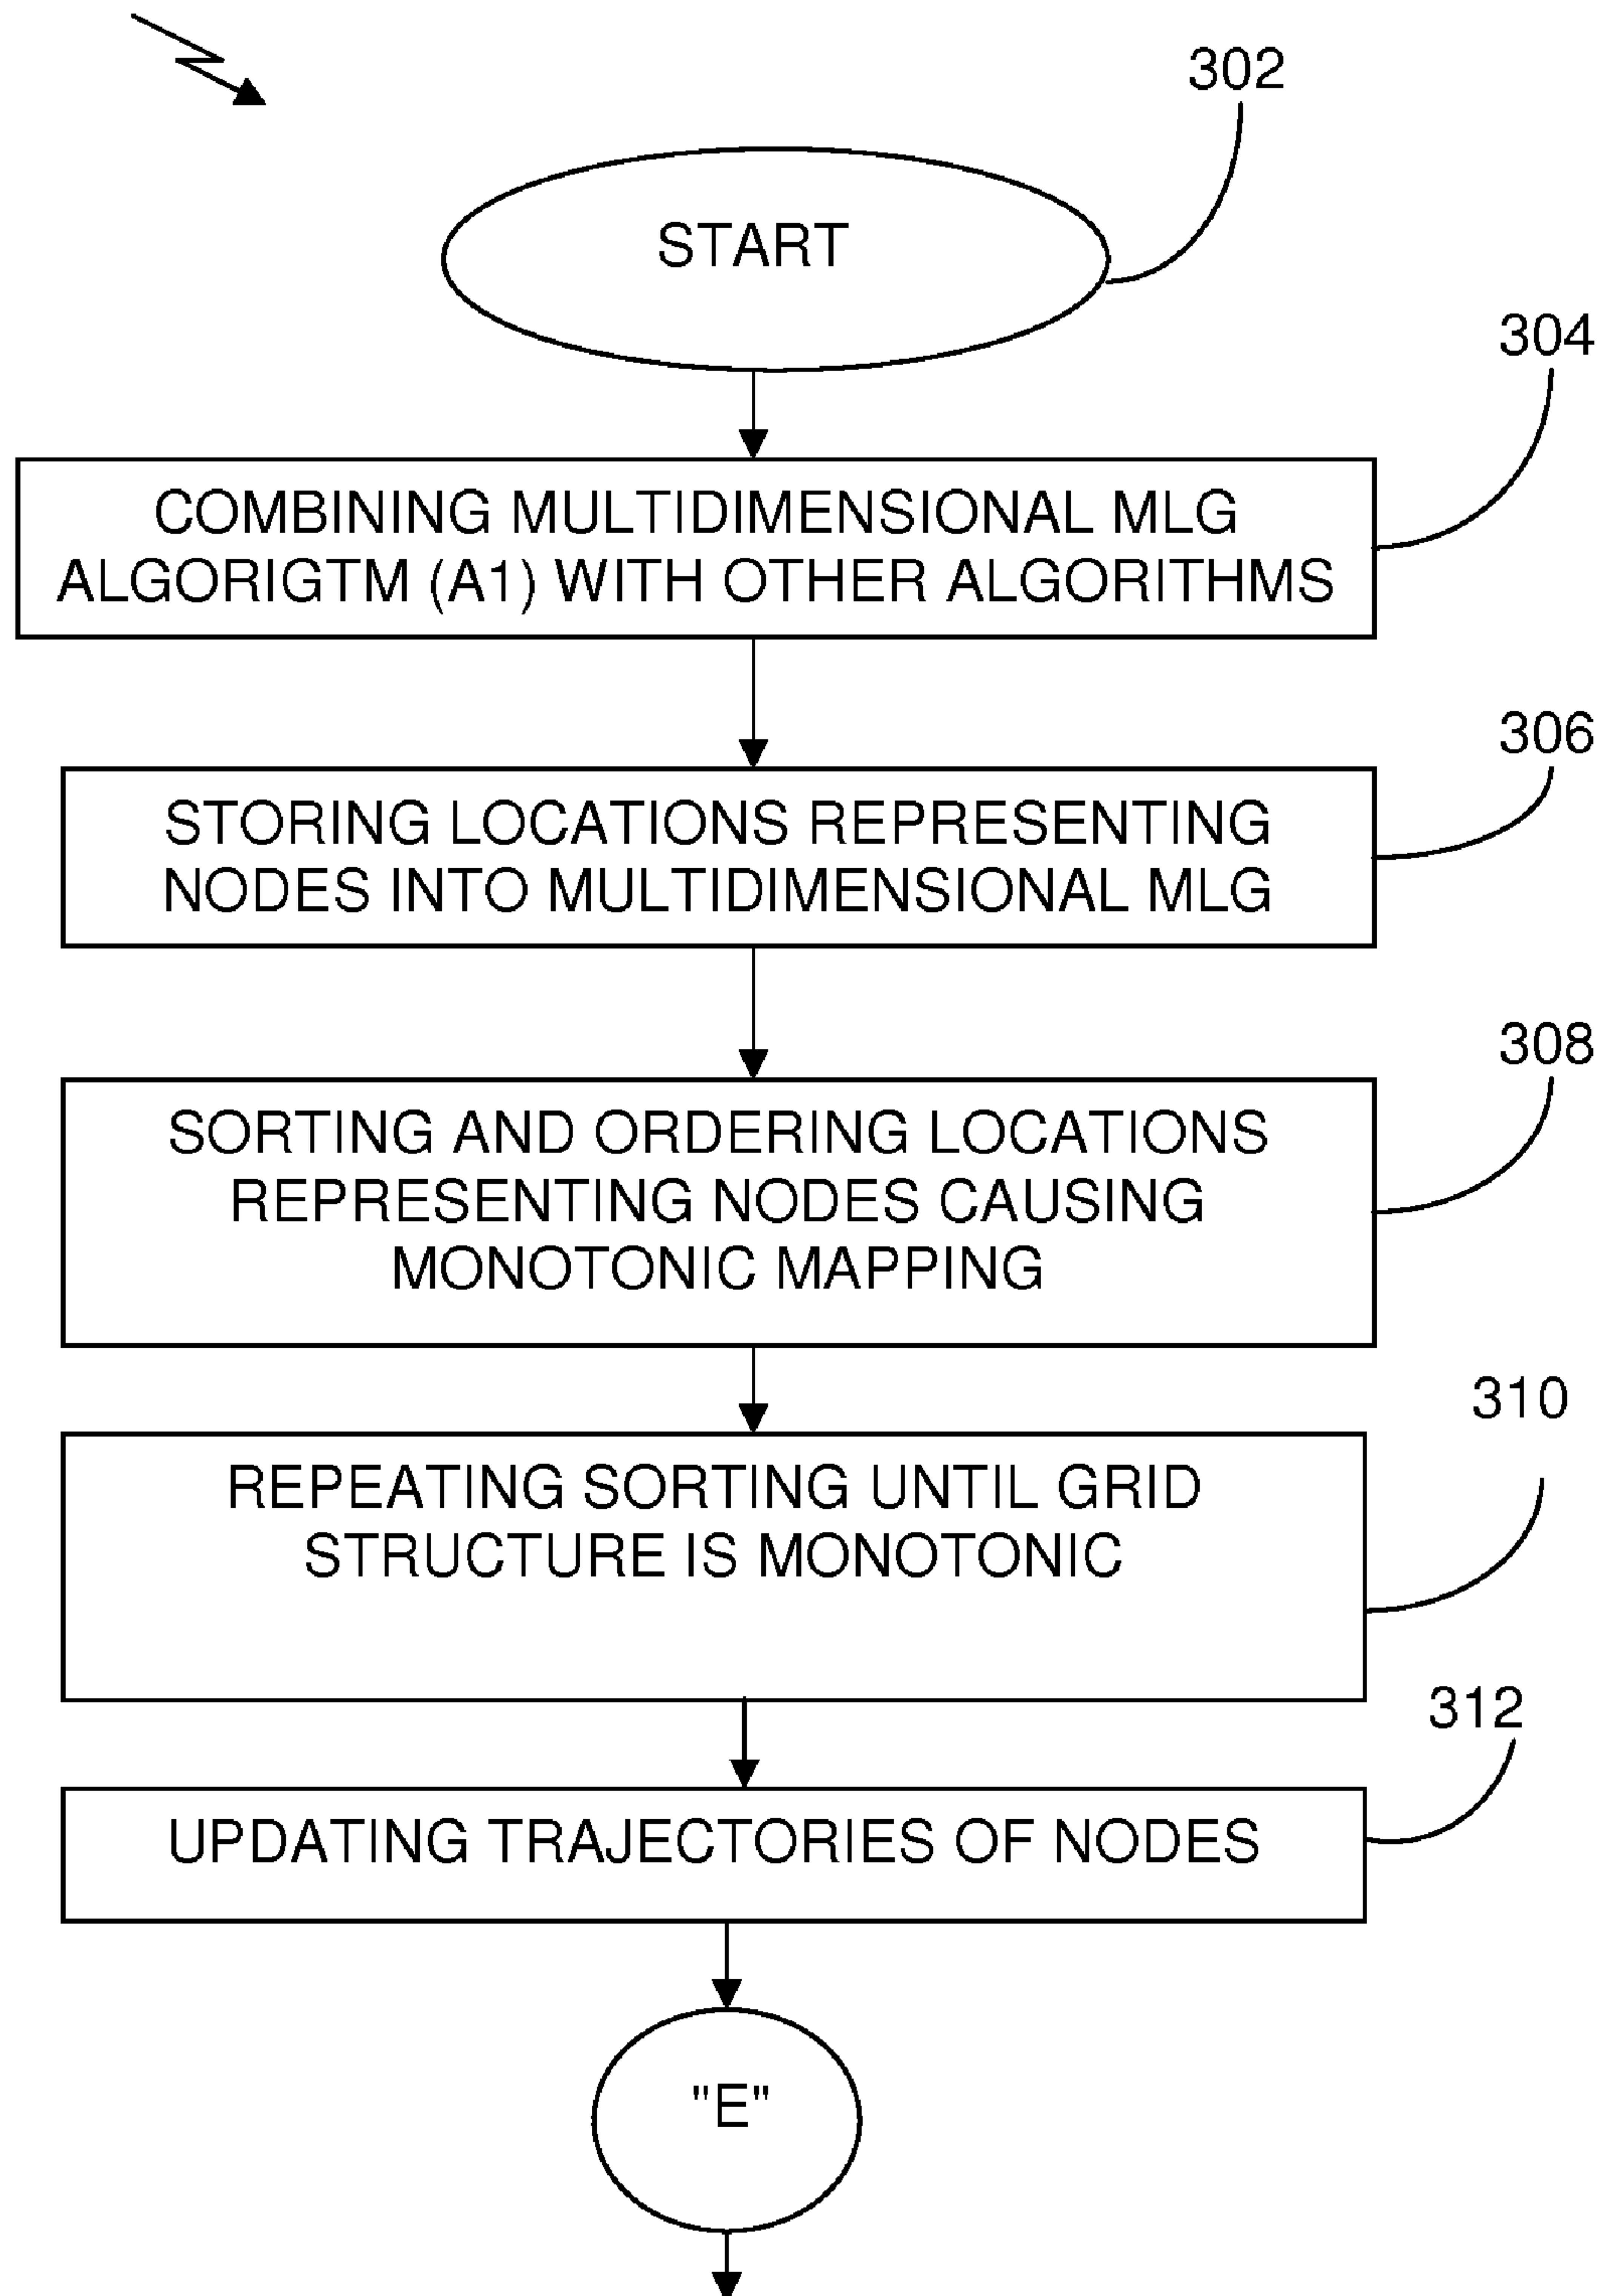 302
START
304
COMBINING MULTIDIMENSIONAL MLG
ALGORIGTM (A1) WITH OTHER ALGORITHMS
306
STORING LOCATIONS REPRESENTING
NODES INTO MULTIDIMENSIONAL MLG
308
SORTING AND ORDERING LOCATIONS
REPRESENTING NODES CAUSING
MONOTONIC MAPPING
310
REPEATING SORTING UNTIL GRID
STRUCTURE IS MONOTONIC
312
UPDATING TRAJECTORIES OF NODES
"E"